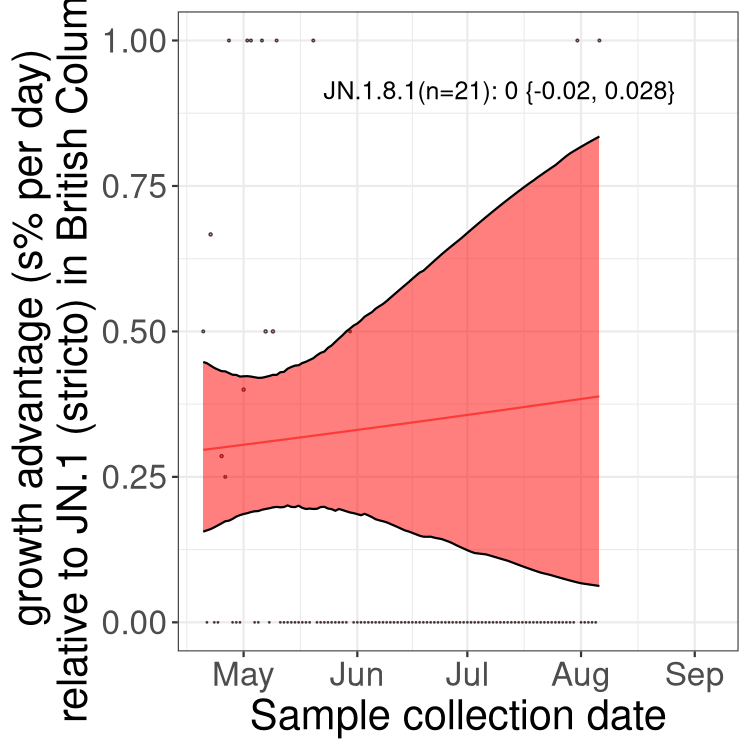 growth advantage (s% per day)
relative to JN.1 (stricto) in British Colum
1.00
0.75
0.50
0.25
0.00
JN.1.8.1(n=21): 0 {-0.02, 0.028}
May Jun Jul Aug Sep
Sample collection date